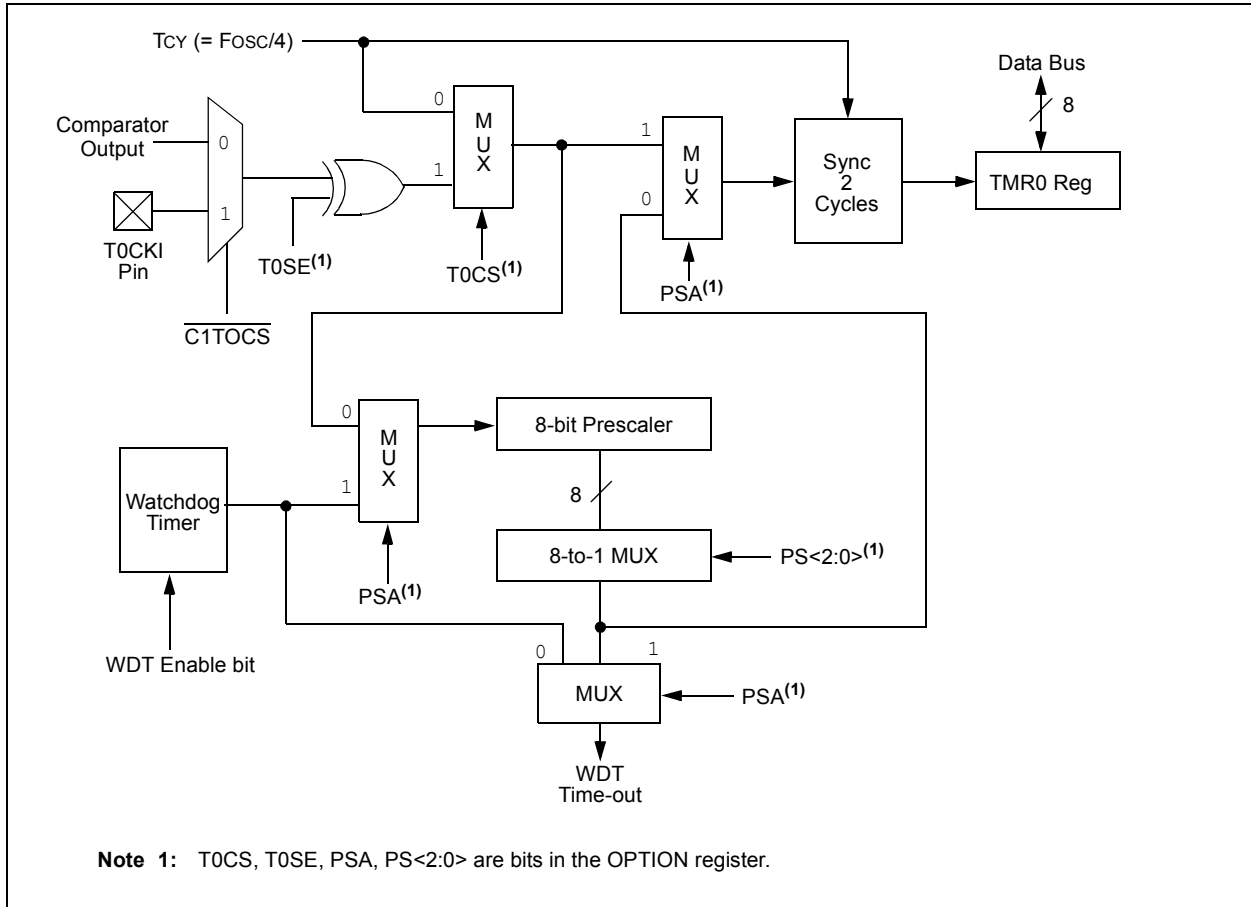 TCY (= FOSC/4)
Data Bus
8
0
M
U
X
1
Comparator
Output
0
1
T0CKI
Pin
C1TOCS
T0SE(1)
T0CS(1)
1
M
U
X
0
PSA(1)
Sync
2
Cycles
TMR0 Reg
0
M
U
X
1
8-bit Prescaler
Watchdog
Timer
8
8-to-1 MUX
PS<2:0>(1)
PSA(1)
WDT Enable bit
0
1
MUX
PSA(1)
WDT
Time-out
Note 1: T0CS, T0SE, PSA, PS<2:0> are bits in the OPTION register.